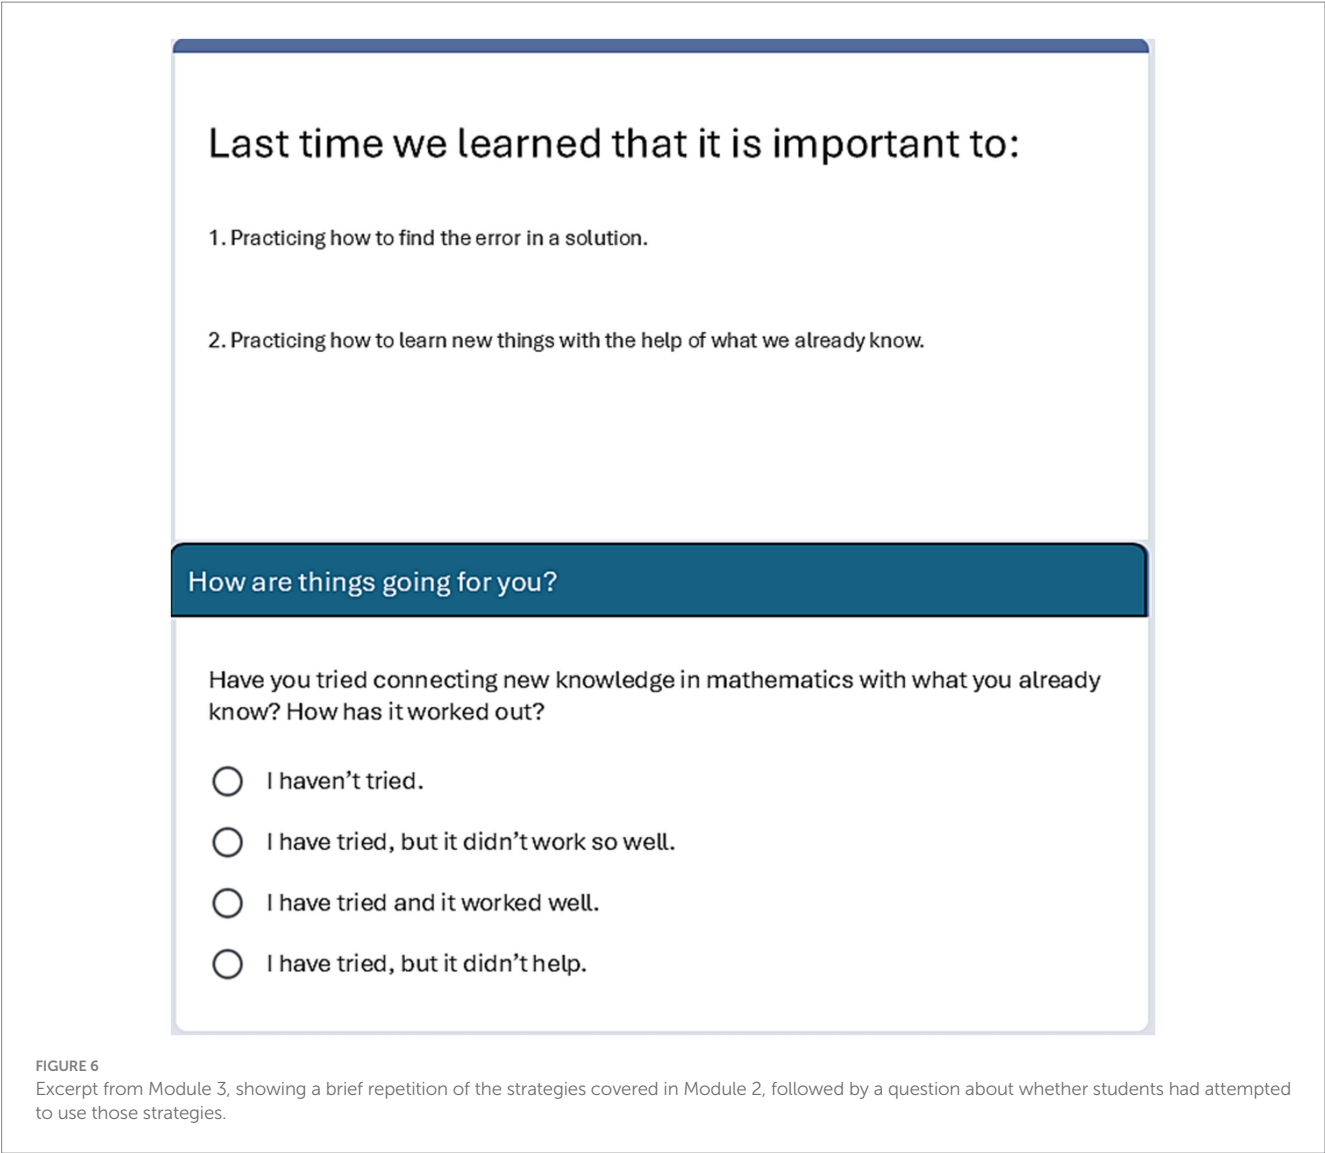 Last time we learned that it is important to:
1. Practicing how to find the error in a solution.
2. Practicing how to learn new things with the help of what we already know.
How are things going for you?
Have you tried connecting new knowledge in mathematics with what you already
know? How has it worked out?
I haven’t tried.
I have tried, but it didn’t work so well.
I have tried and it worked well.
I have tried, but it didn’t help.
FIGURE 6
Excerpt from Module 3, showing a brief repetition of the strategies covered in Module 2, followed by a question about whether students had attempted
to use those strategies.